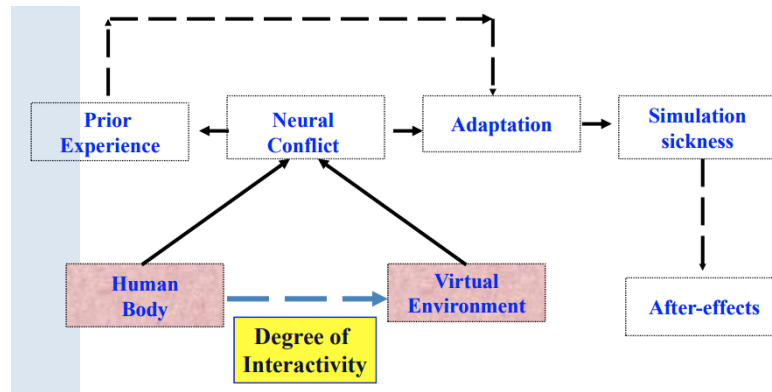 Prior
Experience
Neural
Conflict
Adaptation
Simulation
sickness
Human
Body
Virtual
Environment
After-effects
Degree of
Interactivity